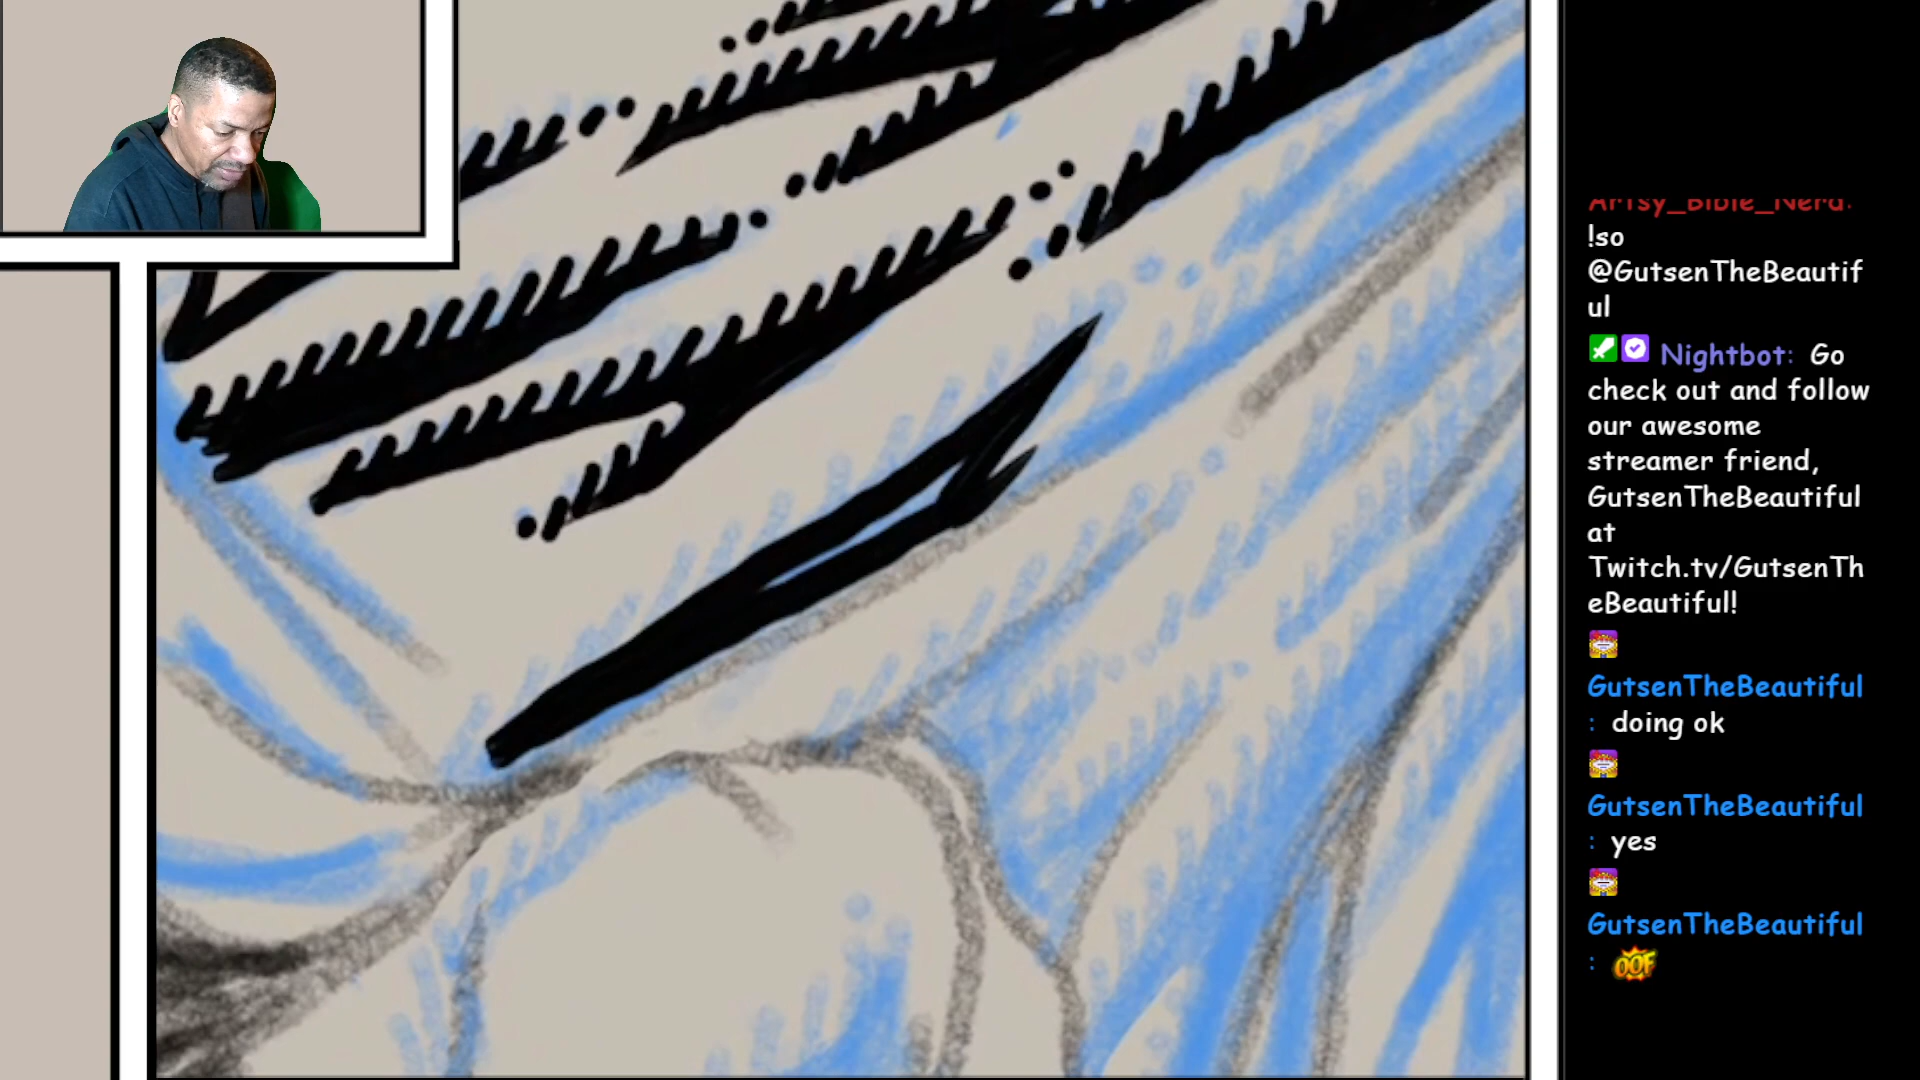 Artsy_Bible_Nerd:
!so
@GutsenTheBeautif
ul
Nightbot: Go
check out and follow
our awesome
streamer friend,
GutsenTheBeautiful
at
Twitch.tv/GutsenTh
eBeautiful!
GutsenTheBeautiful
: doing ok
GutsenTheBeautiful
: yes
GutsenTheBeautiful
: OOF